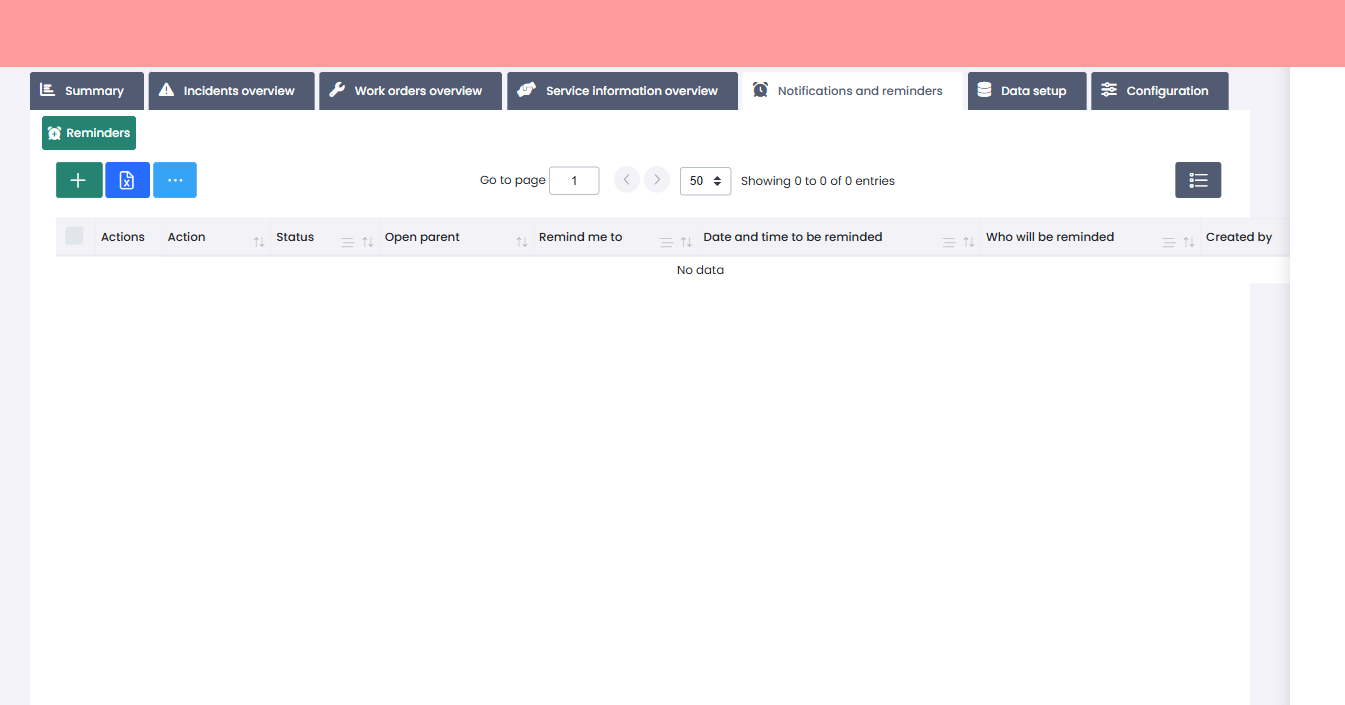 Summary Incidents overview Work orders overview Service information overview Notifications and reminders Data setup Configuration
Reminders
Go to page 1 50 Showing 0 to 0 of 0 entries
Actions Action Status Open parent Remind me to Date and time to be reminded Who will be reminded Created by
No data